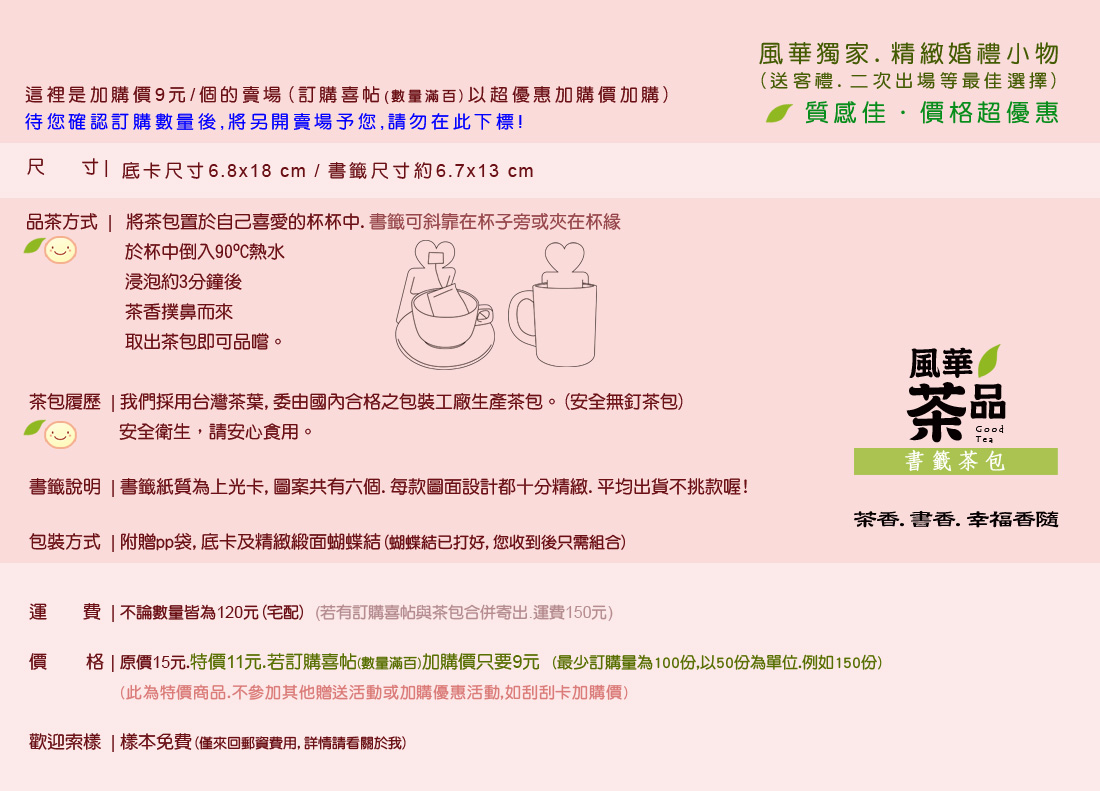 風華獨家.精緻婚禮小物
(送客禮.二次出場等最佳選擇)
質感佳·價格超優惠
這裡是加購價9元/個的賣場(訂購喜帖(數量滿百)以超優惠加購價加購)
待您確認訂購數量後,將另開賣場予您,請勿在此下標!
尺 寸| 底卡尺寸6.8x18 cm / 書籤尺寸約6.7x13 cm
品茶方式 | 將茶包置於自己喜愛的杯杯中.書籤可斜靠在杯子旁或夾在杯緣
於杯中倒入90℃熱水
浸泡約3分鐘後
茶香撲鼻而來
取出茶包即可品嚐。
茶包履歷 |我們採用台灣茶葉,委由國內合格之包裝工廠生產茶包。(安全無釘茶包)
安全衛生,請安心食用。
書籤說明 |書籤紙質為上光卡,圖案共有六個.每款圖面設計都十分精緻.平均出貨不挑款喔!
包裝方式 |附贈pp袋,底卡及精緻緞面蝴蝶結(蝴蝶結已打好,您收到後只需組合)
風華
茶品
Good
Tea
書籤茶包
茶香.書香.幸福香隨
運 費 |不論數量皆為120元(宅配) (若有訂購喜帖與茶包合併寄出.運費150元)
價 格|原價15元.特價11元.若訂購喜帖(數量滿百)加購價只要9元 (最少訂購量為100份,以50份為單位.例如150份)
(此為特價商品.不參加其他贈送活動或加購優惠活動,如刮刮卡加購價)
歡迎索樣 |樣本免費(僅來回郵資費用,詳情請看關於我)